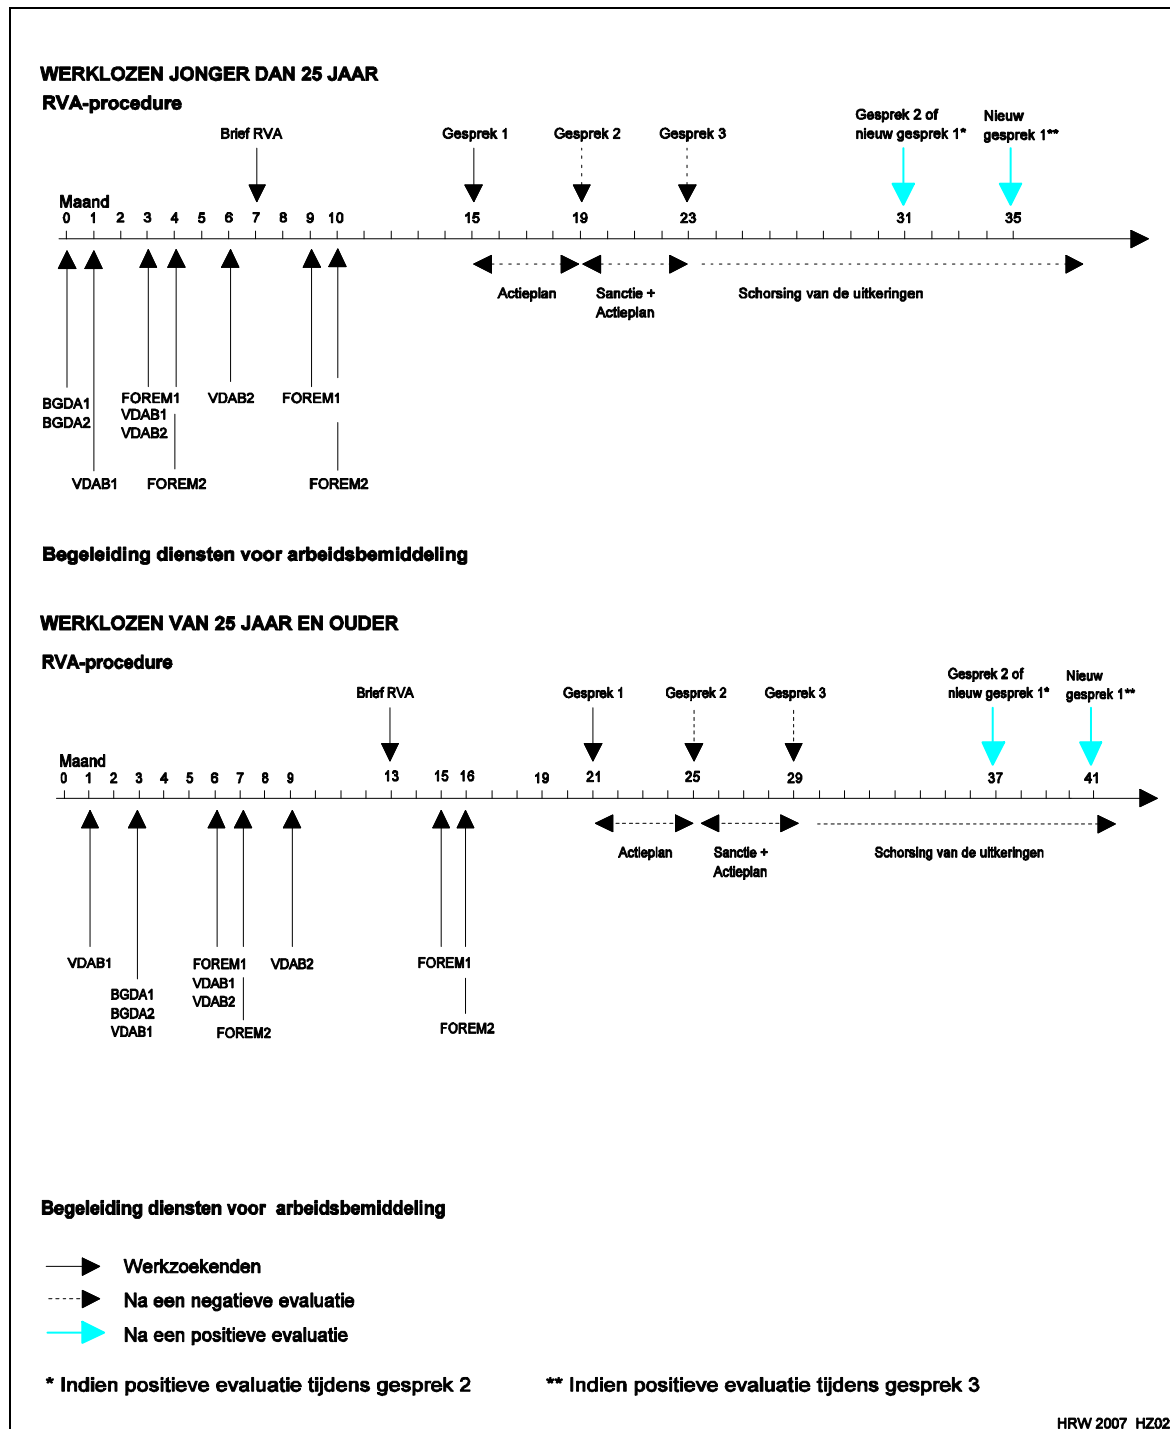 WERKLOZEN JONGER DAN 25 JAAR
RVA-procedure
Brief RVA
Gesprek 1
Gesprek 2
Gesprek 3
Gesprek 2 of
nieuw gesprek 1*
Nieuw
gesprek 1**
Maand
0 1 2 3 4 5 6 7 8 9 10 15 19 23 31 35
Actieplan
Sanctie +
Actieplan
Schorsing van de uitkeringen
BGDA1
BGDA2
FOREM1
VDAB1
VDAB2
VDAB2
FOREM1
VDAB1
FOREM2
FOREM2
Begeleiding diensten voor arbeidsbemiddeling
WERKLOZEN VAN 25 JAAR EN OUDER
RVA-procedure
Brief RVA
Gesprek 1
Gesprek 2
Gesprek 3
Gesprek 2 of
nieuw gesprek 1*
Nieuw
gesprek 1**
Maand
0 1 2 3 4 5 6 7 8 9 13 15 16 19 21 25 29 37 41
Actieplan
Sanctie +
Actieplan
Schorsing van de uitkeringen
VDAB1
BGDA1
BGDA2
VDAB1
FOREM1
VDAB1
VDAB2
FOREM2
VDAB2
FOREM1
FOREM2
Begeleiding diensten voor arbeidsbemiddeling
Werkzoekenden
Na een negatieve evaluatie
Na een positieve evaluatie
* Indien positieve evaluatie tijdens gesprek 2
** Indien positieve evaluatie tijdens gesprek 3
HRW 2007 HZ02